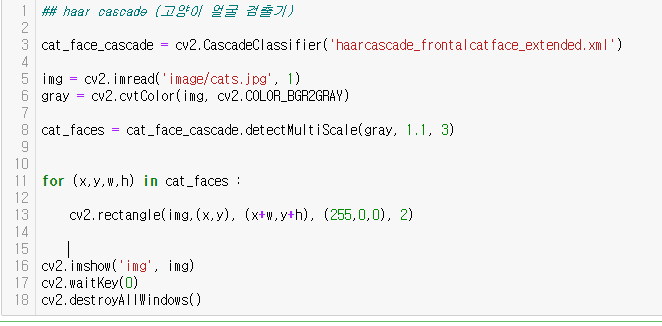 1 ## haar cascade (고양이 얼굴 검출기)
2
3 cat_face_cascade = cv2.CascadeClassifier('haarcascade_frontalcatface_extended.xml')
4
5 img = cv2.imread('image/cats.jpg', 1)
6 gray = cv2.cvtColor(img, cv2.COLOR_BGR2GRAY)
7
8 cat_faces = cat_face_cascade.detectMultiScale(gray, 1.1, 3)
9
10
11 for (x,y,w,h) in cat_faces :
12
13     cv2.rectangle(img,(x,y), (x+w,y+h), (255,0,0), 2)
14
15
16 cv2.imshow('img', img)
17 cv2.waitKey(0)
18 cv2.destroyAllWindows()